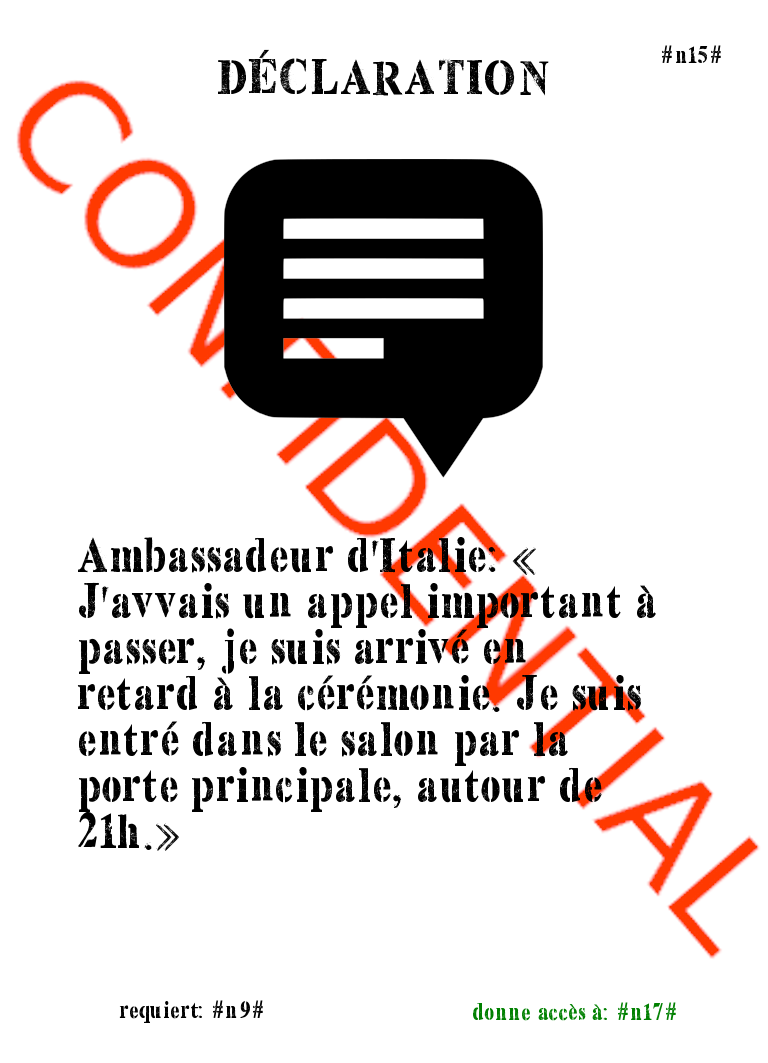 #n15#
DÉCLARATION
CONFIDENTIAL
Ambassadeur d'Italie: «
J'avvais un appel important à
passer, je suis arrivé en
retard à la cérémonie. Je suis
entré dans le salon par la
porte principale, autour de
21h.»
requiert: #n9#
donne accès à: #n17#